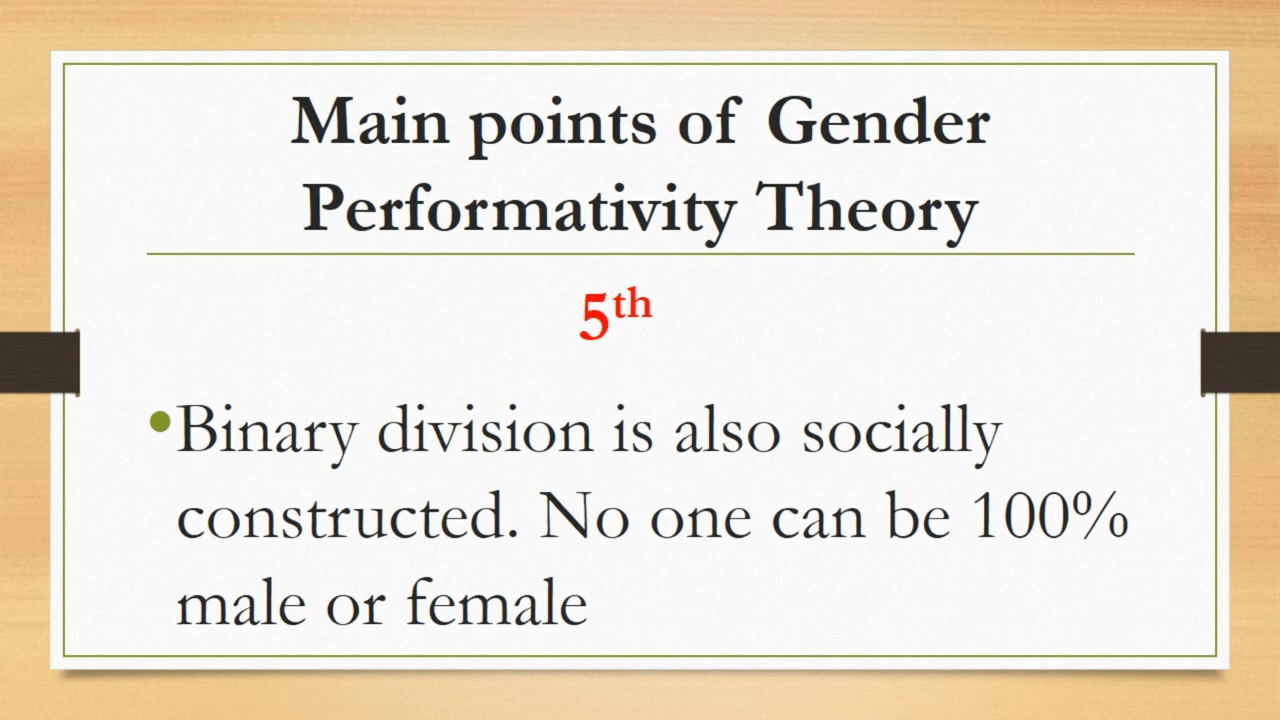 Main points of Gender
Performativity Theory
5th
•Binary division is also socially
constructed. No one can be 100%
male or female